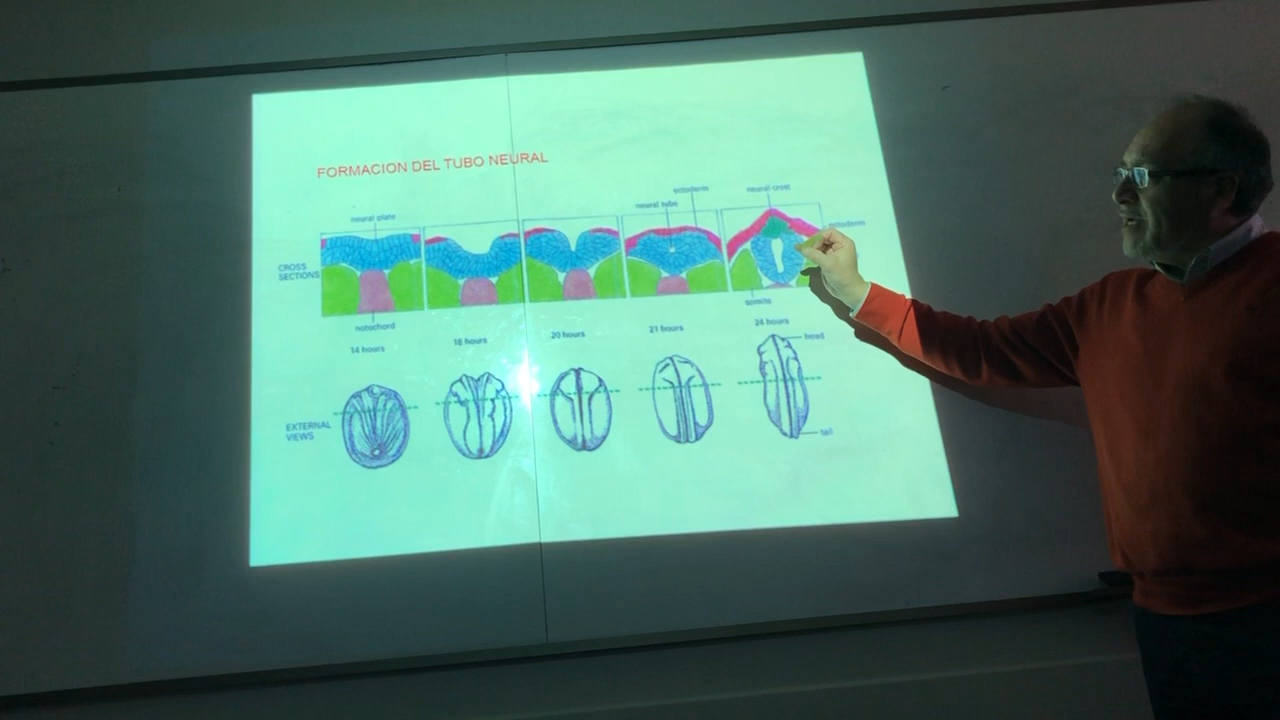 FORMACION DEL TUBO NEURAL
neural plate
neural tube
ectoderm
neural crest
ectoderm
CROSS
SECTIONS
notochord
somite
14 hours
18 hours
20 hours
21 hours
24 hours
head
EXTERNAL
VIEWS
tail